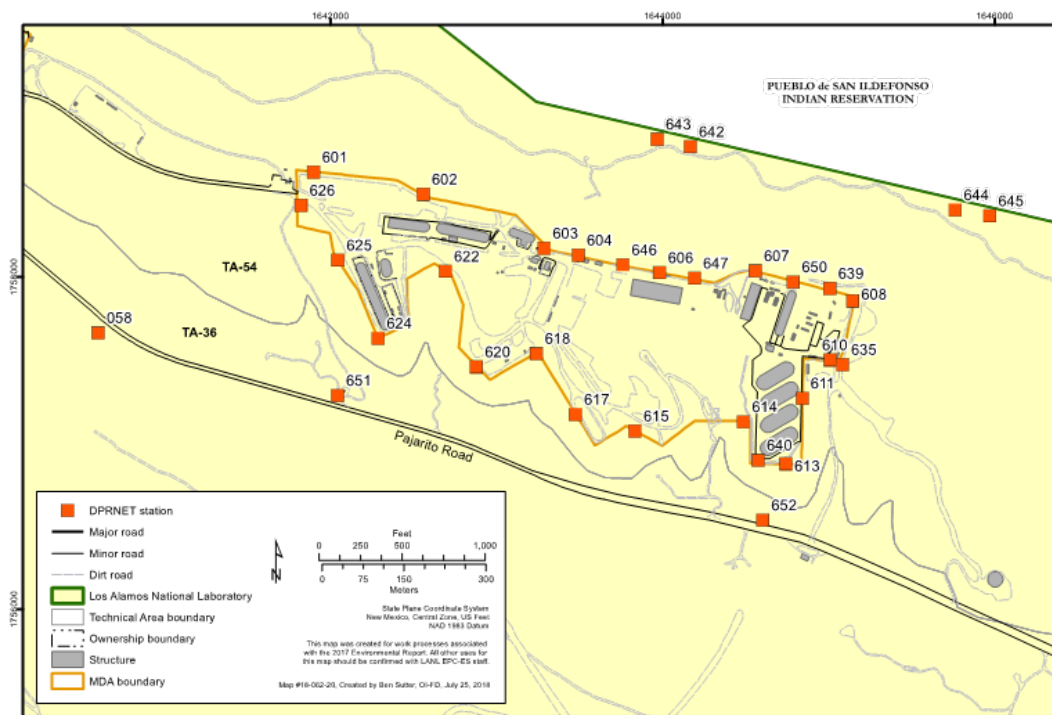 1642000
1644000
1646000
PUEBLO de SAN ILDEFONSO
INDIAN RESERVATION
643
642
601
602
626
644
645
603
604
646
606
647
607
650
639
608
625
622
TA-54
1758000
058
TA-36
624
618
620
610
635
651
611
617
615
614
Pajarito Road
640
613
652
DPRNET station
Major road
Minor road
Dirt road
Los Alamos National Laboratory
Technical Area boundary
Ownership boundary
Structure
MDA boundary
N
Feet
0 250 500 1,000
0 75 150 300
Meters
State Plane Coordinate System
New Mexico, Central Zone, US Feet
NAD 1983 Datum
This map was created for work processes associated
with the 2017 Environmental Report. All other uses for
this map should be confirmed with LANL EPC-ES staff.
Map #18-002-20, Created by Ben Sutter, OI-FD, July 25, 2018
1756000